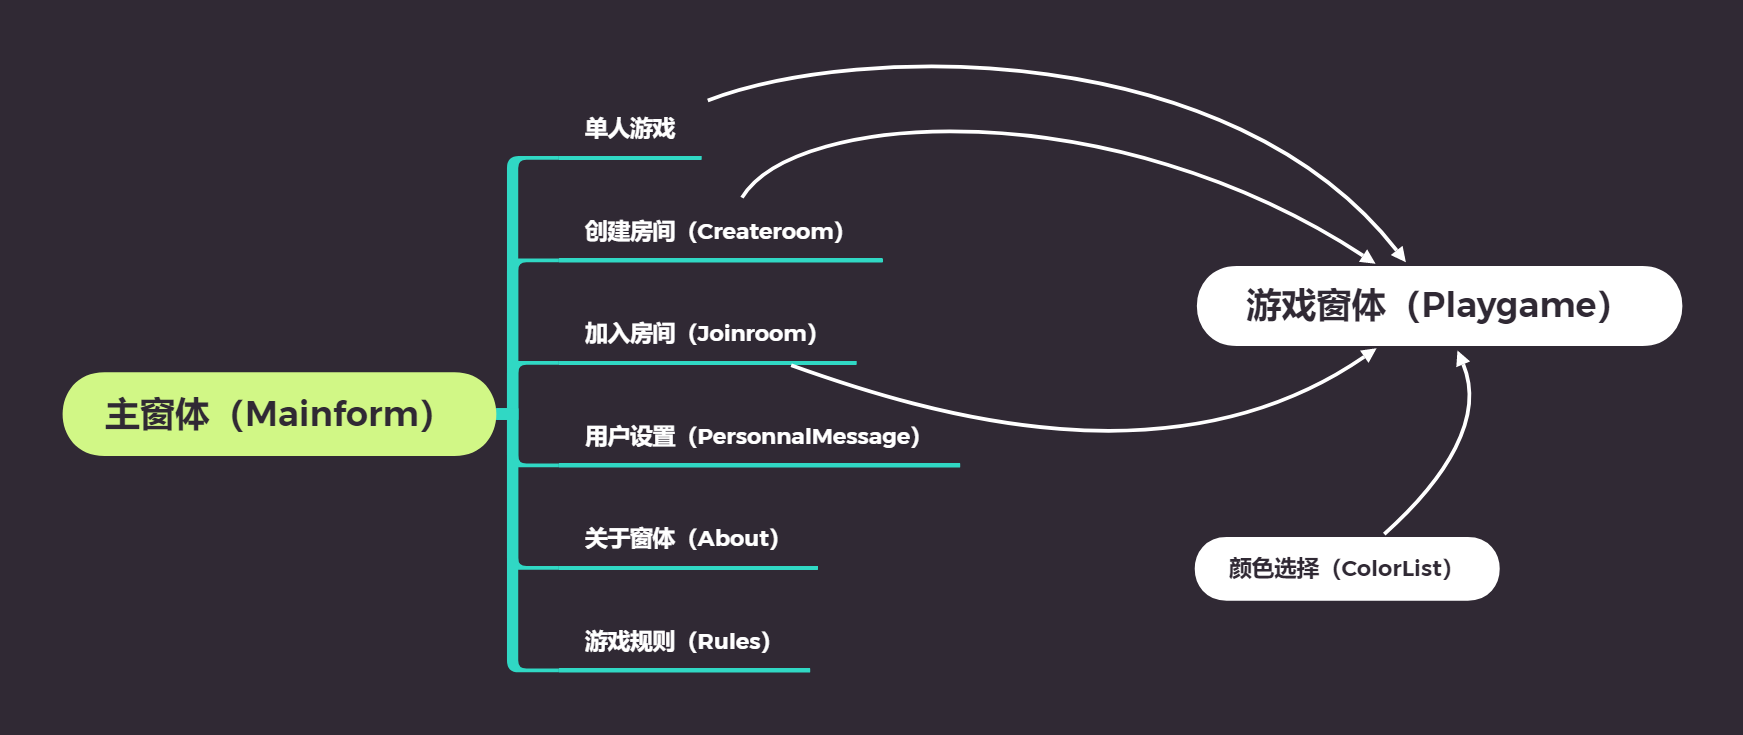 单人游戏
创建房间（Createroom）
加入房间（Joinroom）
用户设置（PersonnalMessage）
关于窗体（About）
游戏规则（Rules）
主窗体（Mainform）
游戏窗体（Playgame）
颜色选择（ColorList）